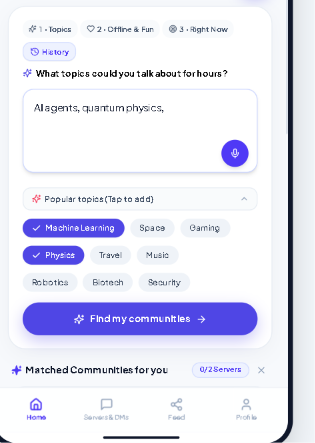 1 • Topics 2 • Offline & Fun 3 • Right Now
History
What topics could you talk about for hours?
AI agents, quantum physics,
Popular topics (Tap to add)
Machine Learning Space Gaming
Physics Travel Music
Robotics Biotech Security
Find my communities
Matched Communities for you 0/2 Servers
Home Servers & DMs Feed Profile